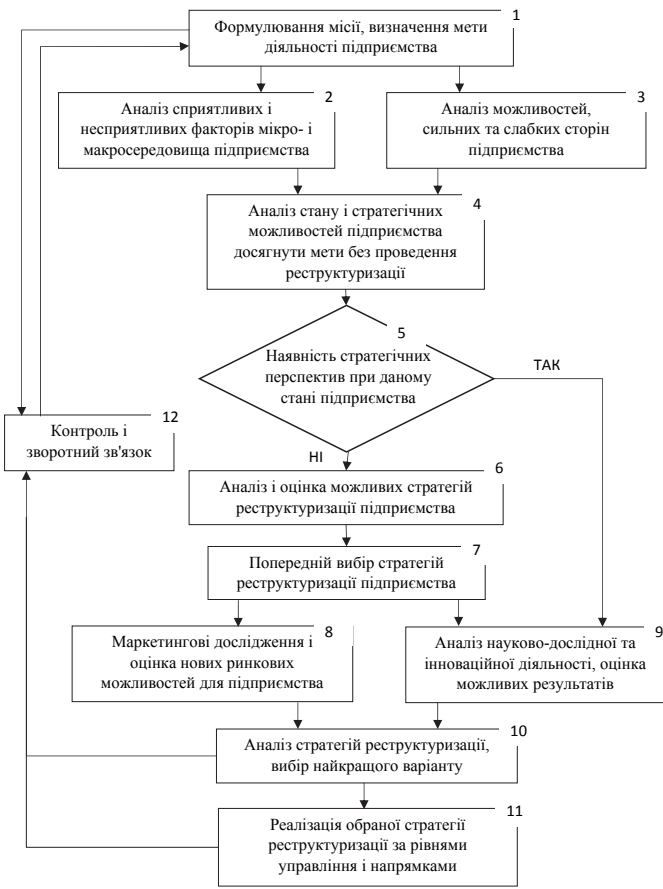 1
Формулювання місії, визначення мети
діяльності підприємства
2
Аналіз сприятливих і
несприятливих факторів мікро- і
макросередовища підприємства
3
Аналіз можливостей,
сильних та слабких сторін
підприємства
4
Аналіз стану і стратегічних
можливостей підприємства
досягнути мети без проведення
реструктуризації
5
Наявність стратегічних
перспектив при даному
стані підприємства
ТАК
НІ
12
Контроль і
зворотний зв'язок
6
Аналіз і оцінка можливих стратегій
реструктуризації підприємства
7
Попередній вибір стратегій
реструктуризації підприємства
8
Маркетингові дослідження і
оцінка нових ринкових
можливостей для підприємства
9
Аналіз науково-дослідної та
інноваційної діяльності, оцінка
можливих результатів
10
Аналіз стратегій реструктуризації,
вибір найкращого варіанту
11
Реалізація обраної стратегії
реструктуризації за рівнями
управління і напрямками